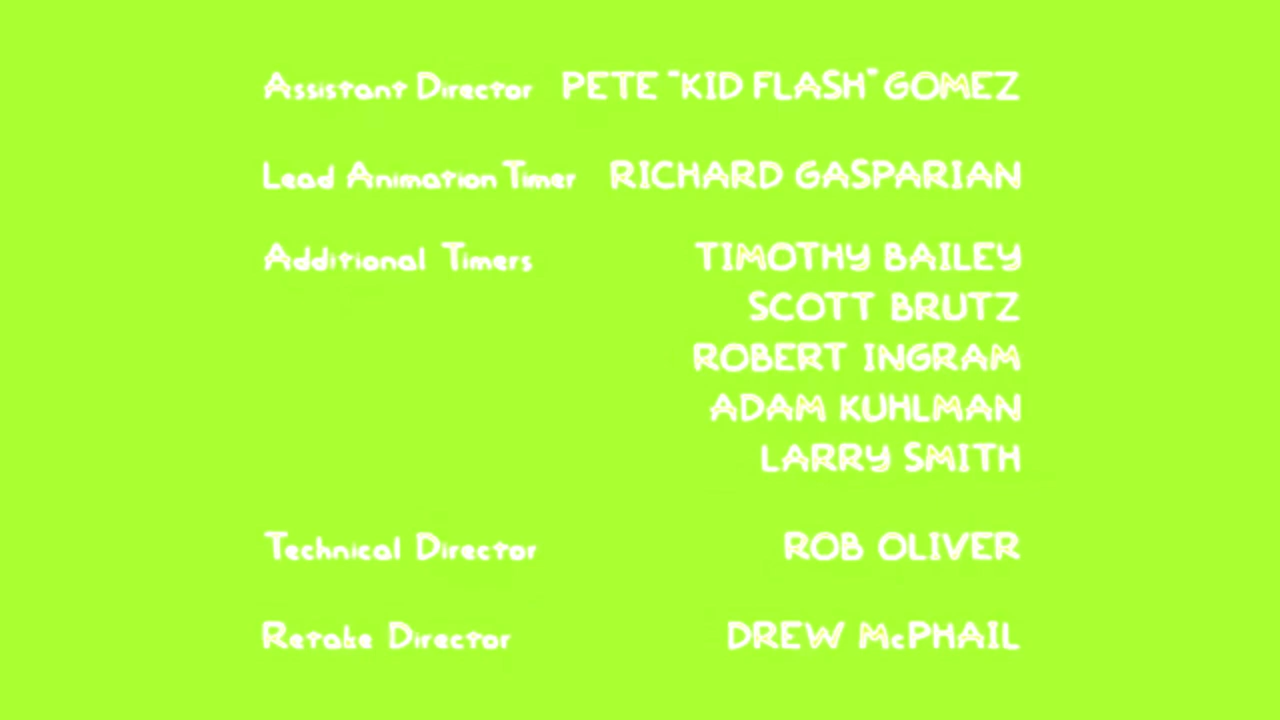 Assistant Director PETE "KID FLASH" GOMEZ
Lead Animation Timer RICHARD GASPARIAN
Additional Timers TIMOTHY BAILEY
SCOTT BRUTZ
ROBERT INGRAM
ADAM KUHLMAN
LARRY SMITH
Technical Director ROB OLIVER
Retake Director DREW McPHAIL